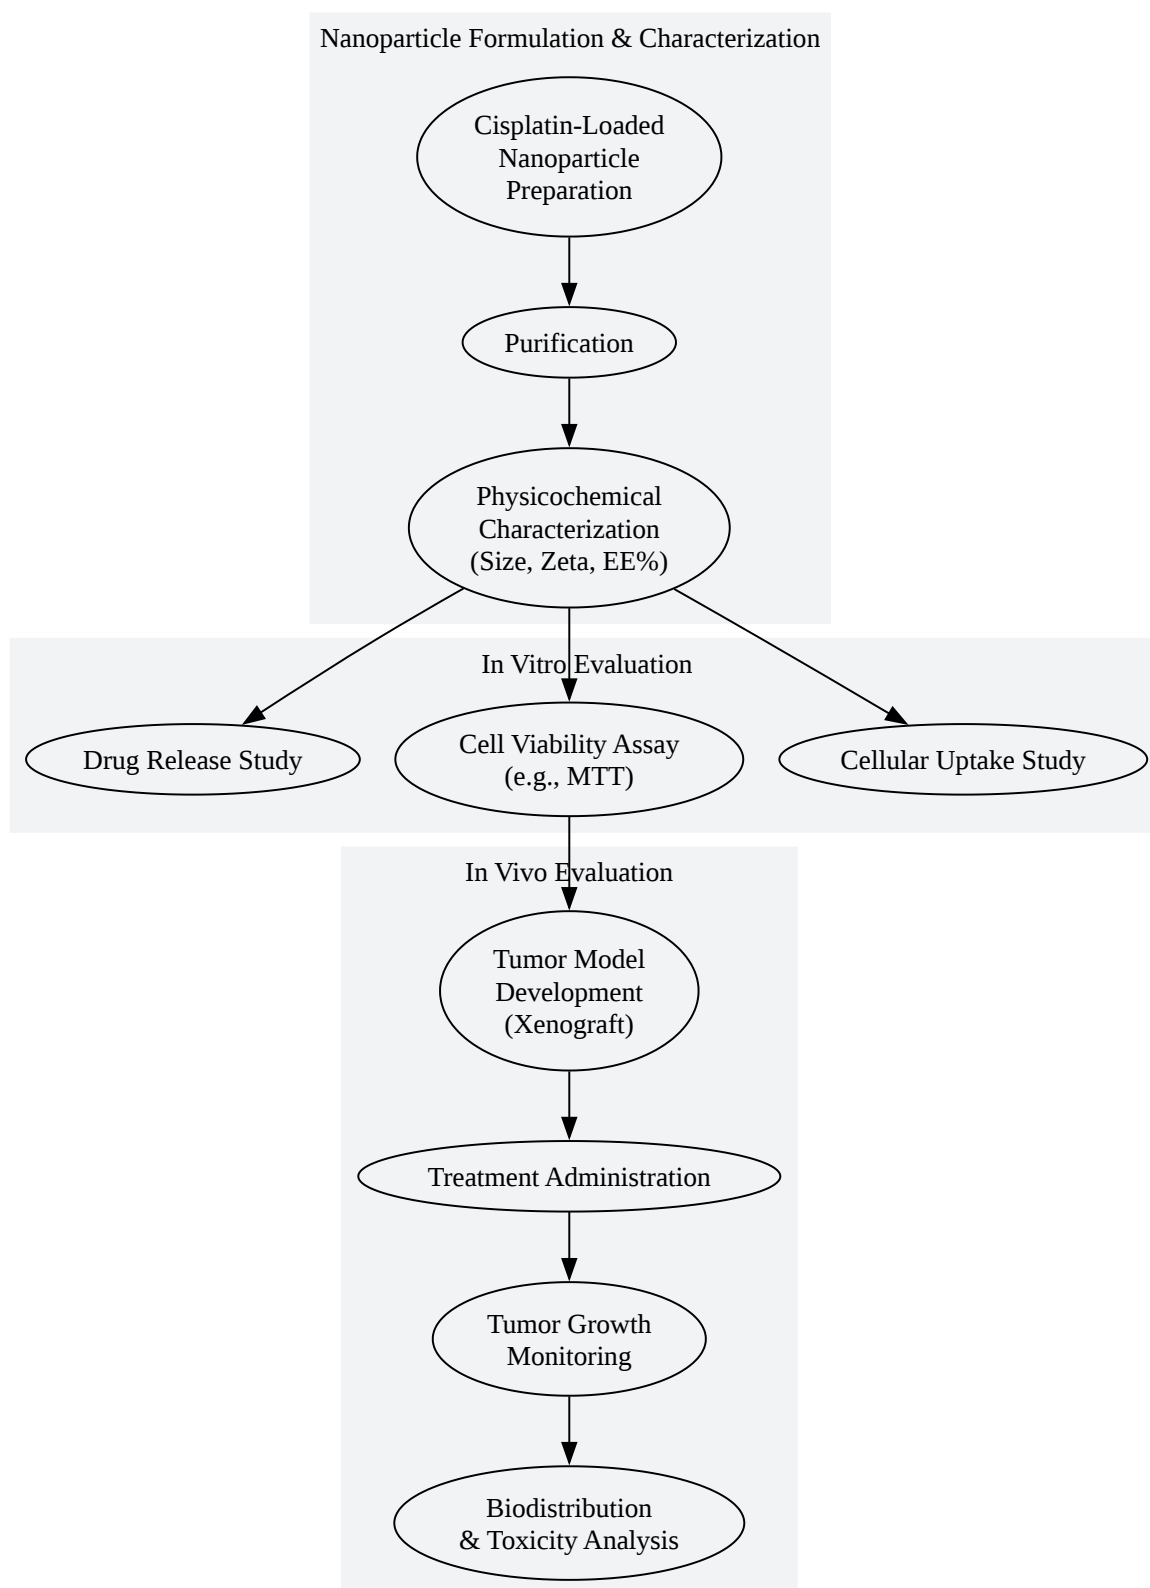 Nanoparticle Formulation & Characterization
Cisplatin-Loaded
Nanoparticle
Preparation
Purification
Physicochemical
Characterization
(Size, Zeta, EE%)
In Vitro Evaluation
Drug Release Study
Cell Viability Assay
(e.g., MTT)
Cellular Uptake Study
In Vivo Evaluation
Tumor Model
Development
(Xenograft)
Treatment Administration
Tumor Growth
Monitoring
Biodistribution
& Toxicity Analysis